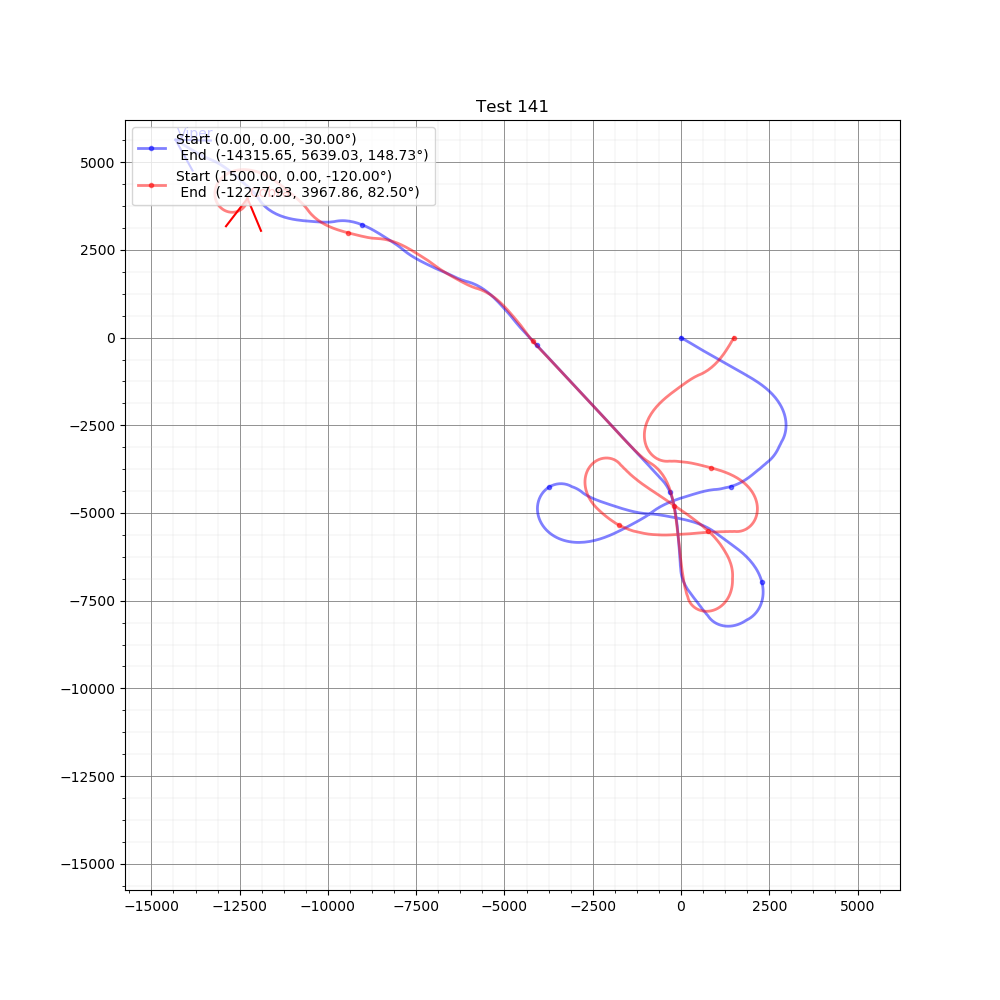 Test 141
Viper
Start (0.00, 0.00, -30.00°)
End (-14315.65, 5639.03, 148.73°)
Start (1500.00, 0.00, -120.00°)
End (-12277.93, 3967.86, 82.50°)
5000
2500
0
−2500
−5000
−7500
−10000
−12500
−15000
−15000 −12500 −10000 −7500 −5000 −2500 0 2500 5000